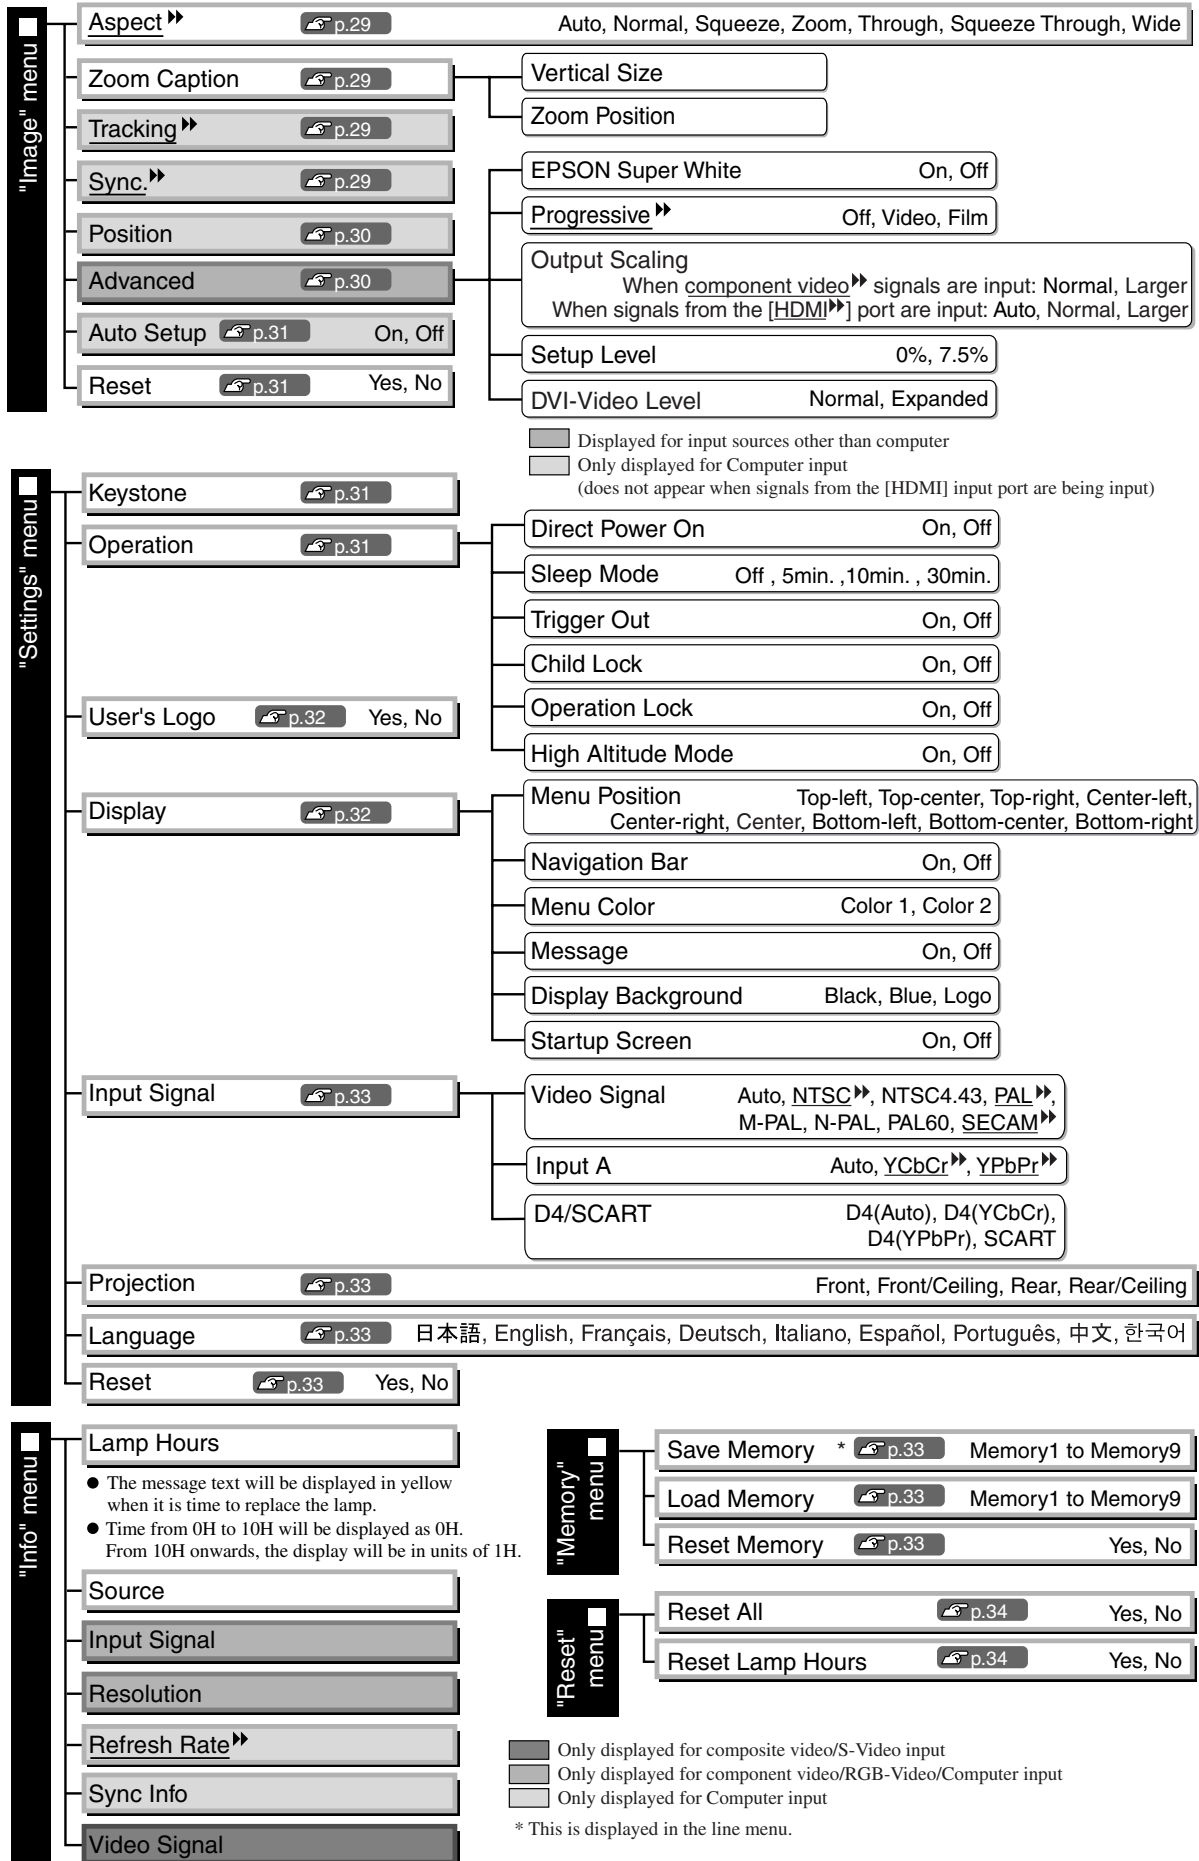 "Image" menu
Aspect▶▶ p.29 Auto, Normal, Squeeze, Zoom, Through, Squeeze Through, Wide
Zoom Caption p.29
Vertical Size
Zoom Position
Tracking▶▶ p.29
Sync.▶▶ p.29
Position p.30
Advanced p.30
EPSON Super White On, Off
Progressive▶▶ Off, Video, Film
Output Scaling
When component video▶▶ signals are input: Normal, Larger
When signals from the [HDMI▶▶] port are input: Auto, Normal, Larger
Setup Level 0%, 7.5%
DVI-Video Level Normal, Expanded
Auto Setup p.31 On, Off
Reset p.31 Yes, No
Displayed for input sources other than computer
Only displayed for Computer input
(does not appear when signals from the [HDMI] input port are being input)
"Settings" menu
Keystone p.31
Operation p.31
Direct Power On On, Off
Sleep Mode Off , 5min. ,10min. , 30min.
Trigger Out On, Off
Child Lock On, Off
Operation Lock On, Off
High Altitude Mode On, Off
User's Logo p.32 Yes, No
Display p.32
Menu Position Top-left, Top-center, Top-right, Center-left,
Center-right, Center, Bottom-left, Bottom-center, Bottom-right
Navigation Bar On, Off
Menu Color Color 1, Color 2
Message On, Off
Display Background Black, Blue, Logo
Startup Screen On, Off
Input Signal p.33
Video Signal Auto, NTSC▶▶, NTSC4.43, PAL▶▶,
M-PAL, N-PAL, PAL60, SECAM▶▶
Input A Auto, YCbCr▶▶, YPbPr▶▶
D4/SCART D4(Auto), D4(YCbCr),
D4(YPbPr), SCART
Projection p.33 Front, Front/Ceiling, Rear, Rear/Ceiling
Language p.33 日本語, English, Français, Deutsch, Italiano, Español, Português, 中文, 한국어
Reset p.33 Yes, No
"Info" menu
Lamp Hours
● The message text will be displayed in yellow
when it is time to replace the lamp.
● Time from 0H to 10H will be displayed as 0H.
From 10H onwards, the display will be in units of 1H.
Source
Input Signal
Resolution
Refresh Rate▶▶
Sync Info
Video Signal
"Memory"
menu
Save Memory * p.33 Memory1 to Memory9
Load Memory p.33 Memory1 to Memory9
Reset Memory p.33 Yes, No
"Reset"
menu
Reset All p.34 Yes, No
Reset Lamp Hours p.34 Yes, No
Only displayed for composite video/S-Video input
Only displayed for component video/RGB-Video/Computer input
Only displayed for Computer input
* This is displayed in the line menu.